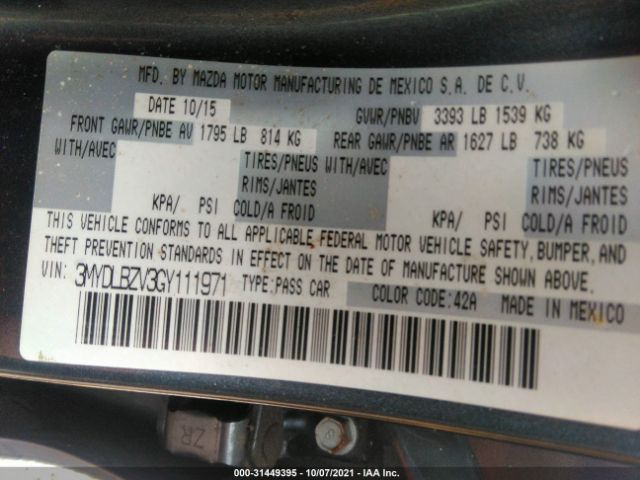 MFD. BY MAZDA MOTOR MANUFACTURING DE MEXICO S.A. DE C.V.
DATE 10/15 GVWR/PNBV 3393 LB 1539 KG
FRONT GAWR/PNBE AV 1795 LB 814 KG REAR GAWR/PNBE AR 1627 LB 738 KG
WITH/AVEC TIRES/PNEUS WITH/AVEC TIRES/PNEUS
RIMS/JANTES RIMS/JANTES
KPA/ PSI COLD/A FROID KPA/ PSI COLD/A FROID
THIS VEHICLE CONFORMS TO ALL APPLICABLE FEDERAL MOTOR VEHICLE SAFETY, BUMPER, AND
THEFT PREVENTION STANDARDS IN EFFECT ON THE DATE OF MANUFACTURE SHOWN ABOVE.
VIN: 3MYDLBZV3GY111971 TYPE:PASS CAR COLOR CODE:42A MADE IN MEXICO
ZR
000-31449395 - 10/07/2021 - IAA Inc.